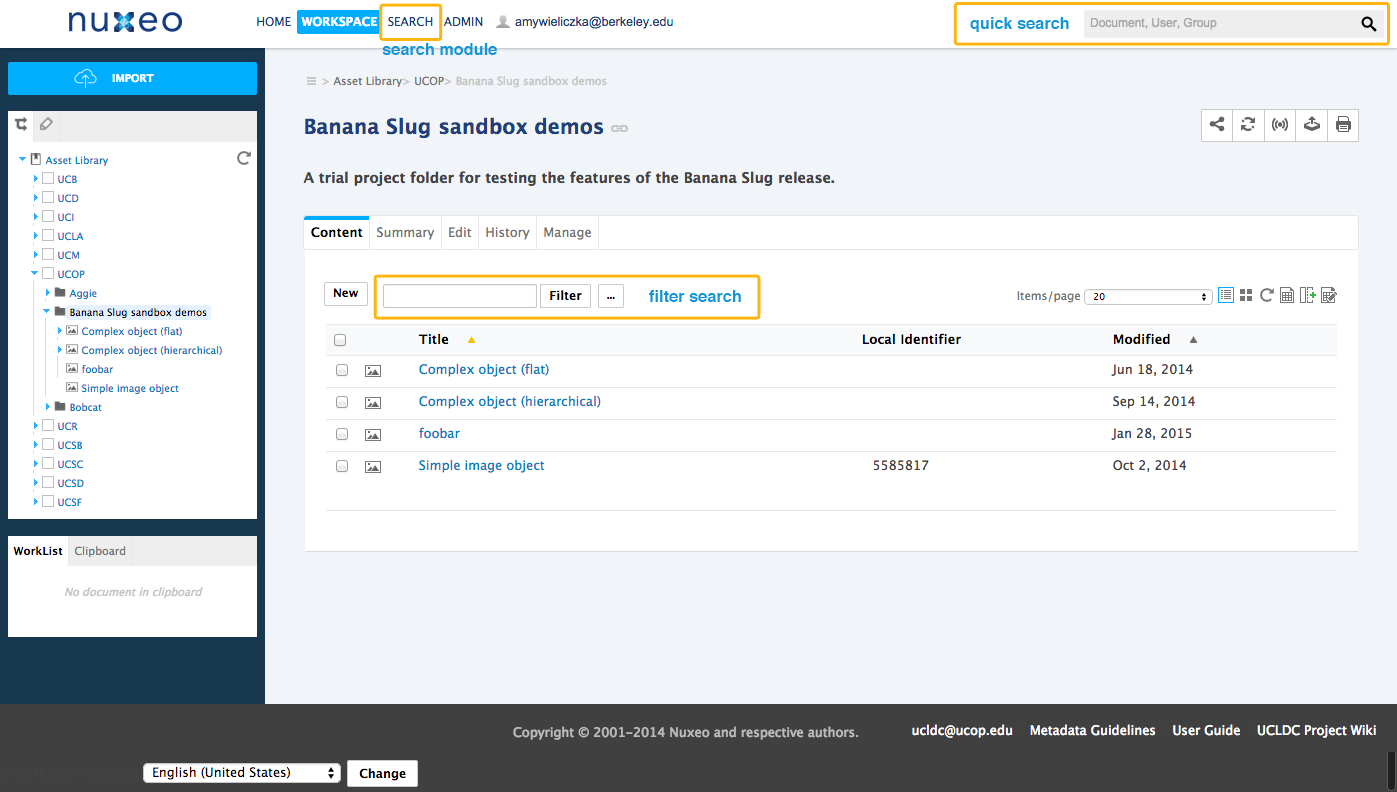 nuxeo
HOME WORKSPACE SEARCH ADMIN amywieliczka@berkeley.edu
quick search Document, User, Group
search module
IMPORT
Asset Library
UCB
UCD
UCI
UCLA
UCM
UCOP
Aggie
Banana Slug sandbox demos
Complex object (flat)
Complex object (hierarchical)
foobar
Simple image object
Bobcat
UCR
UCSB
UCSC
UCSD
UCSF
WorkList Clipboard
No document in clipboard
> Asset Library> UCOP> Banana Slug sandbox demos
Banana Slug sandbox demos
A trial project folder for testing the features of the Banana Slug release.
Content Summary Edit History Manage
New Filter ... filter search Items/page 20
Title Local Identifier Modified
Complex object (flat) Jun 18, 2014
Complex object (hierarchical) Sep 14, 2014
foobar Jan 28, 2015
Simple image object 5585817 Oct 2, 2014
Copyright © 2001-2014 Nuxeo and respective authors. ucldc@ucop.edu Metadata Guidelines User Guide UCLDC Project Wiki
English (United States) Change